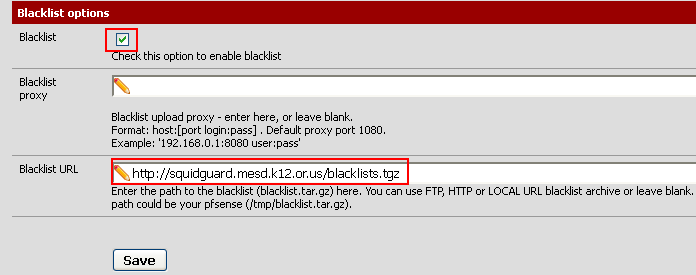 Blacklist options
Blacklist
Check this option to enable blacklist
Blacklist
proxy
Blacklist upload proxy - enter here, or leave blank.
Format: host:[port login:pass] . Default proxy port 1080.
Example: '192.168.0.1:8080 user:pass'
Blacklist URL
http://squidguard.mesd.k12.or.us/blacklists.tgz
Enter the path to the blacklist (blacklist.tar.gz) here. You can use FTP, HTTP or LOCAL URL blacklist archive or leave blank.
path could be your pfsense (/tmp/blacklist.tar.gz).
Save